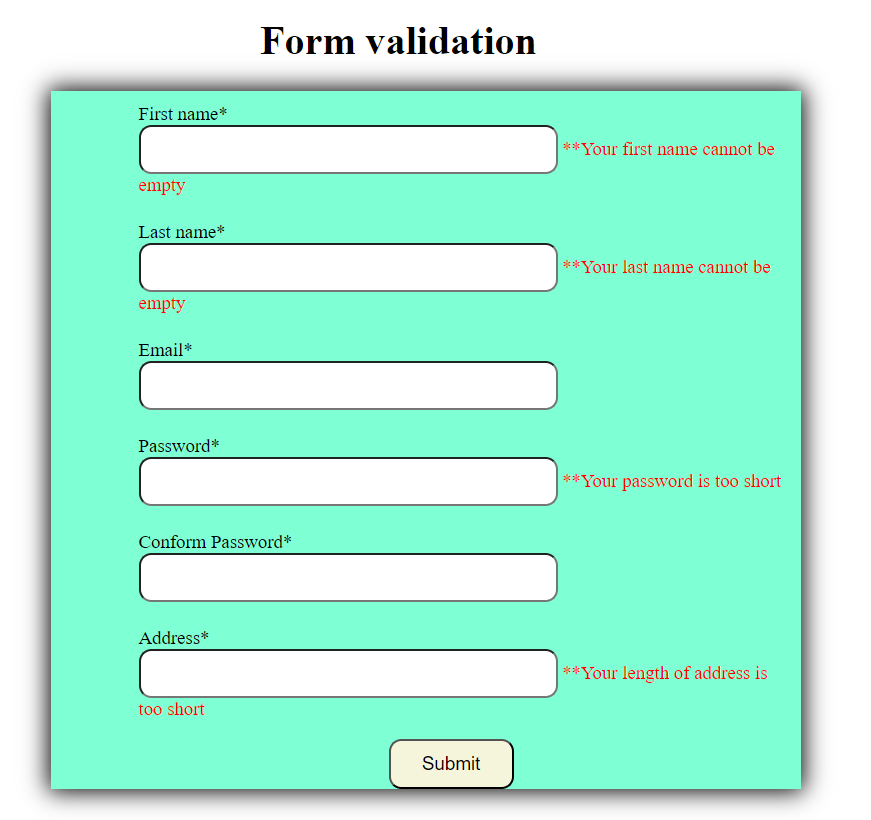 Form validation
First name*
**Your first name cannot be
empty
Last name*
**Your last name cannot be
empty
Email*
Password*
**Your password is too short
Conform Password*
Address*
**Your length of address is
too short
Submit